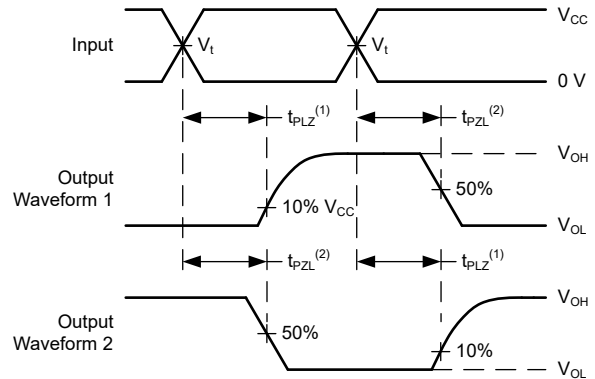 V_CC
Input
V_t
V_t
0 V
t_PLZ^(1)
t_PZL^(2)
V_OH
Output
Waveform 1
50%
10% V_CC
V_OL
t_PZL^(2)
t_PLZ^(1)
V_OH
Output
Waveform 2
50%
10%
V_OL